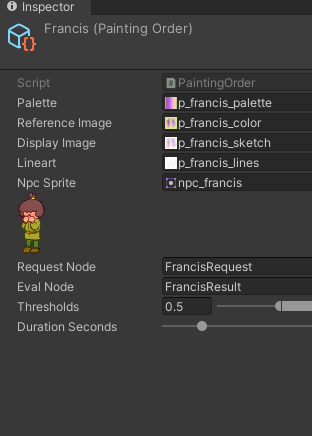 Inspector
Francis (Painting Order)
Script PaintingOrder
Palette p_francis_palette
Reference Image p_francis_color
Display Image p_francis_sketch
Lineart p_francis_lines
Npc Sprite npc_francis
Request Node FrancisRequest
Eval Node FrancisResult
Thresholds 0.5
Duration Seconds